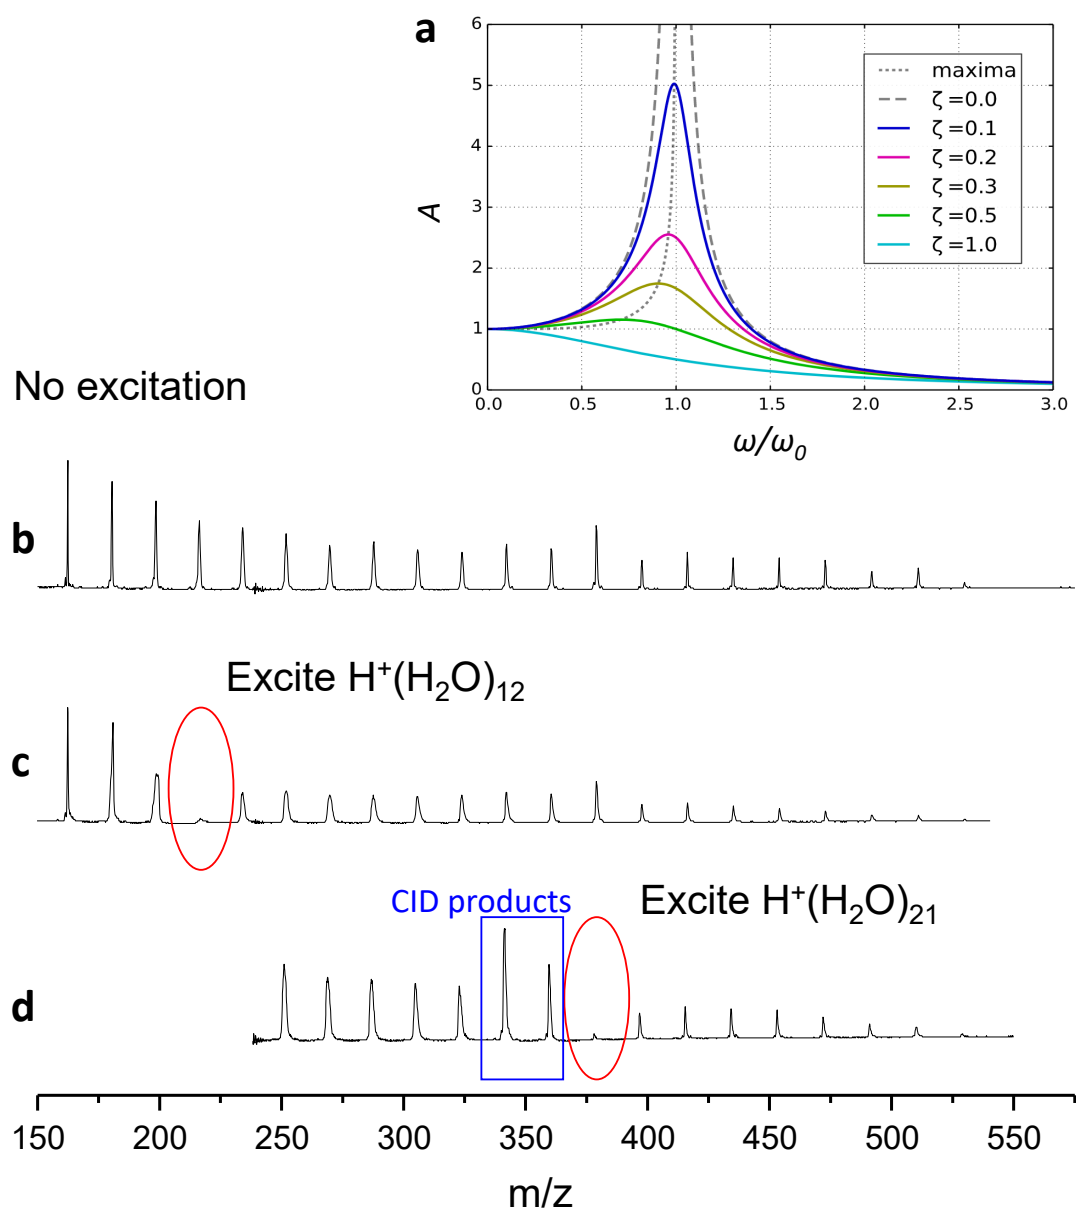 a
6
5
4
3
2
1
0
A
maxima
ζ=0.0
ζ=0.1
ζ=0.2
ζ=0.3
ζ=0.5
ζ=1.0
0.0 0.5 1.0 1.5 2.0 2.5 3.0
ω/ω₀
No excitation
b
Excite H⁺(H₂O)₁₂
c
CID products
Excite H⁺(H₂O)₂₁
d
150 200 250 300 350 400 450 500 550
m/z